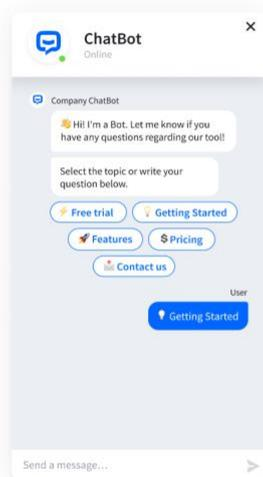 ChatBot
Online
Company ChatBot
👋 Hi! I'm a Bot. Let me know if you
have any questions regarding our tool!
Select the topic or write your
question below.
⚡ Free trial
💡 Getting Started
🚀 Features
💲 Pricing
📩 Contact us
User
💡 Getting Started
Send a message...